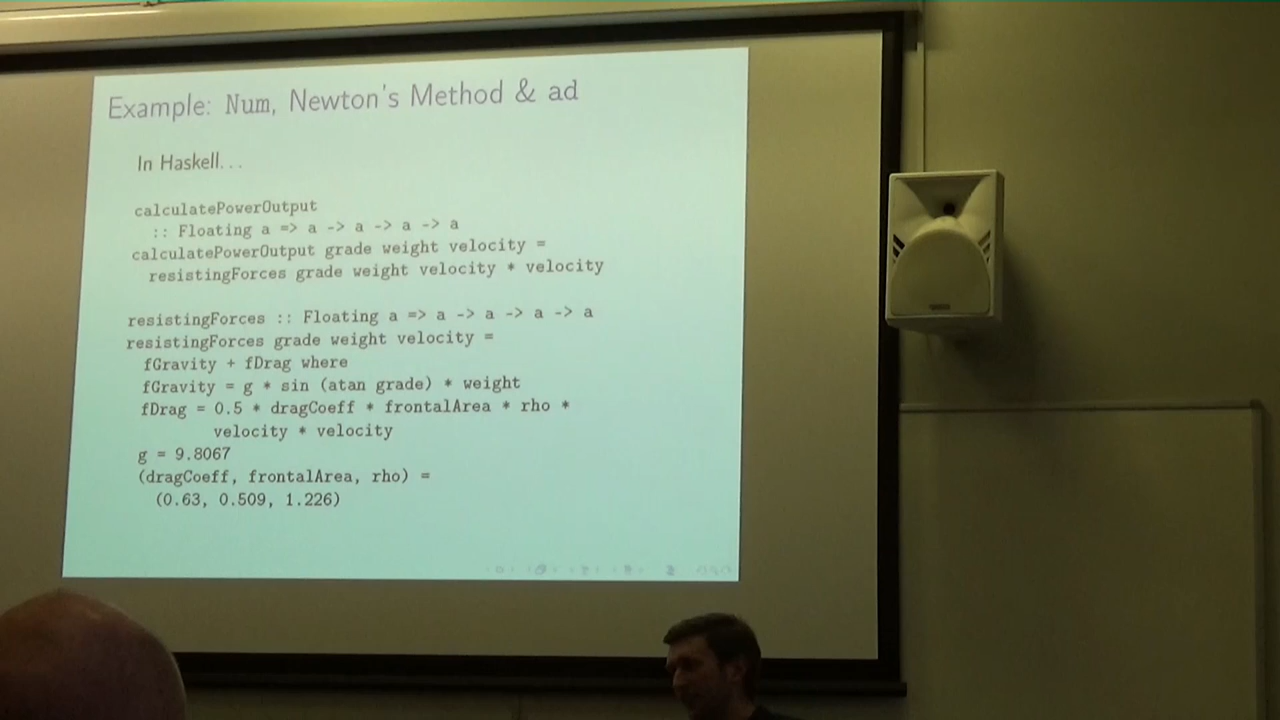 Example: Num, Newton's Method & ad
In Haskell...
calculatePowerOutput
:: Floating a => a -> a -> a -> a
calculatePowerOutput grade weight velocity =
resistingForces grade weight velocity * velocity
resistingForces :: Floating a => a -> a -> a -> a
resistingForces grade weight velocity =
fGravity + fDrag where
fGravity = g * sin (atan grade) * weight
fDrag = 0.5 * dragCoeff * frontalArea * rho *
velocity * velocity
g = 9.8067
(dragCoeff, frontalArea, rho) =
(0.63, 0.509, 1.226)